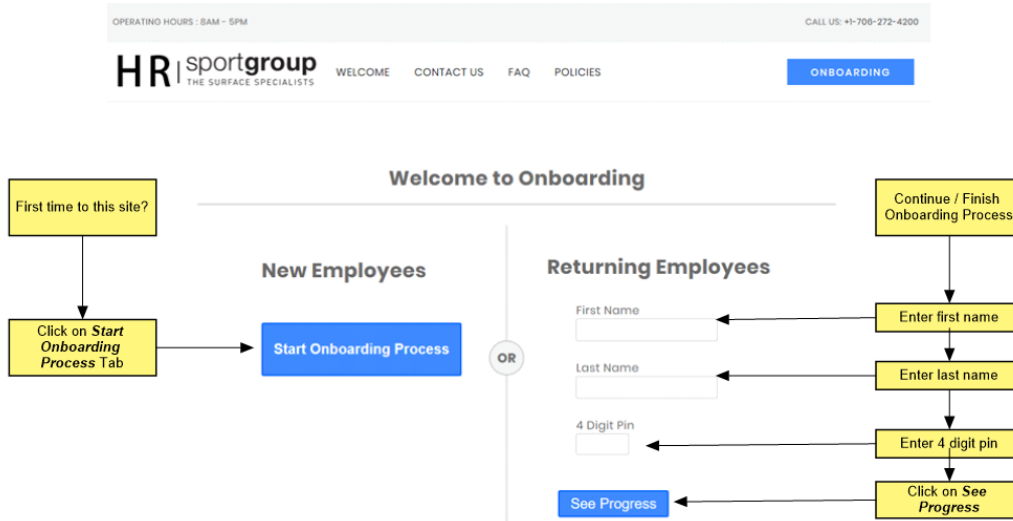 OPERATING HOURS : 8AM - 5PM
CALL US: +1-706-272-4200
HR | sportgroup
THE SURFACE SPECIALISTS
WELCOME CONTACT US FAQ POLICIES
ONBOARDING
Welcome to Onboarding
First time to this site?
Click on Start
Onboarding
Process Tab
New Employees
Start Onboarding Process
OR
Returning Employees
First Name
Last Name
4 Digit Pin
See Progress
Continue / Finish
Onboarding Process
Enter first name
Enter last name
Enter 4 digit pin
Click on See
Progress